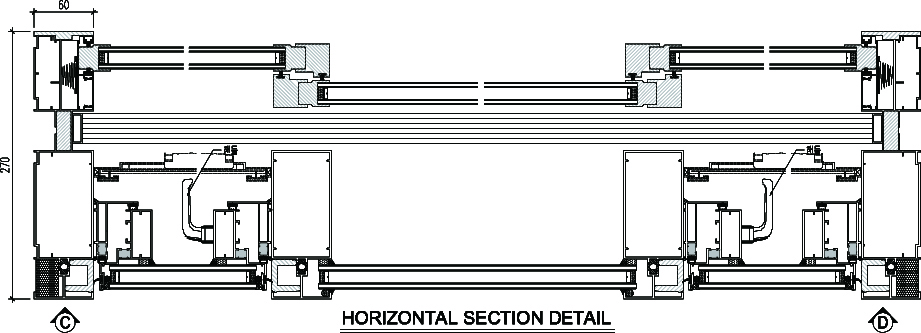 60
270
HORIZONTAL SECTION DETAIL
C
D